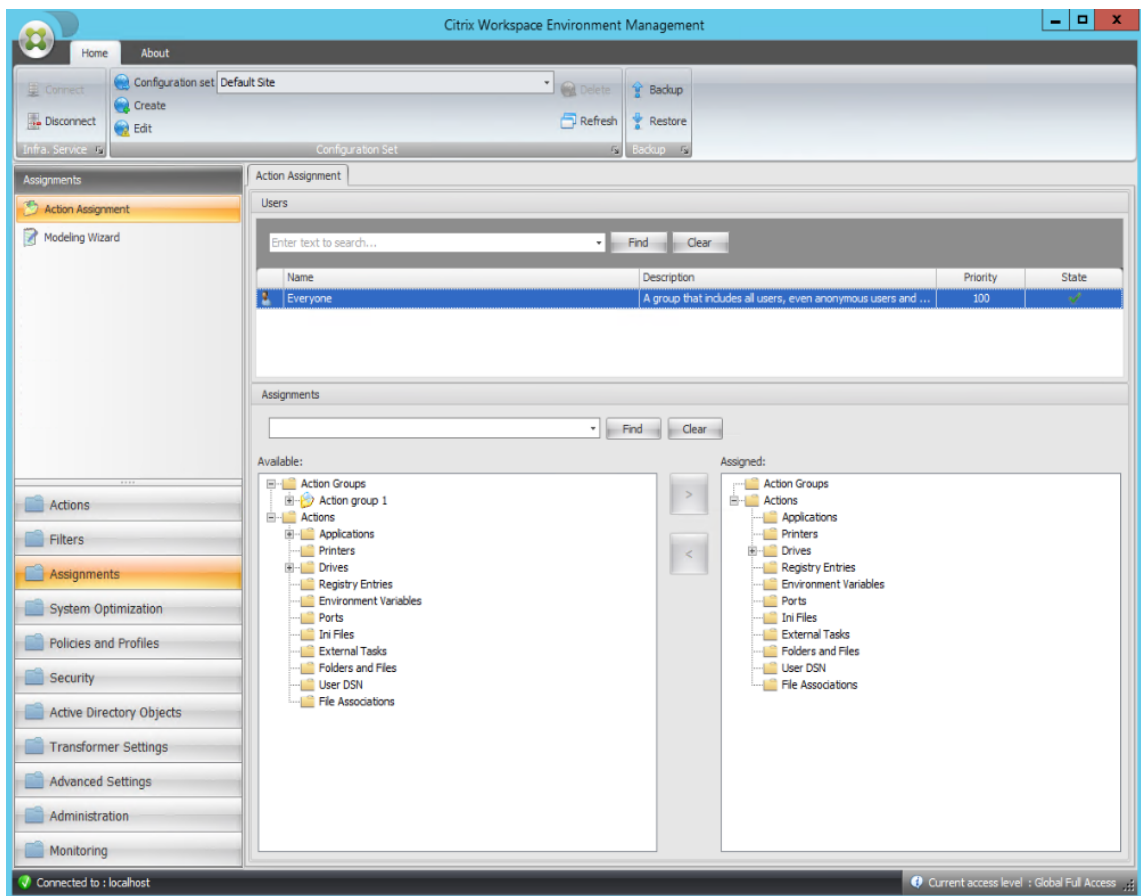 Citrix Workspace Environment Management
Home About
Connect
Disconnect
Infra. Service
Configuration set Default Site
Create
Edit
Delete
Refresh
Configuration Set
Backup
Restore
Backup
Assignments
Action Assignment
Modeling Wizard
Actions
Filters
Assignments
System Optimization
Policies and Profiles
Security
Active Directory Objects
Transformer Settings
Advanced Settings
Administration
Monitoring
Action Assignment
Users
Enter text to search...
Find Clear
Name Description Priority State
Everyone A group that includes all users, even anonymous users and ... 100
Assignments
Find Clear
Available:
Action Groups
Action group 1
Actions
Applications
Printers
Drives
Registry Entries
Environment Variables
Ports
Ini Files
External Tasks
Folders and Files
User DSN
File Associations
>
<
Assigned:
Action Groups
Actions
Applications
Printers
Drives
Registry Entries
Environment Variables
Ports
Ini Files
External Tasks
Folders and Files
User DSN
File Associations
Connected to : localhost
Current access level : Global Full Access